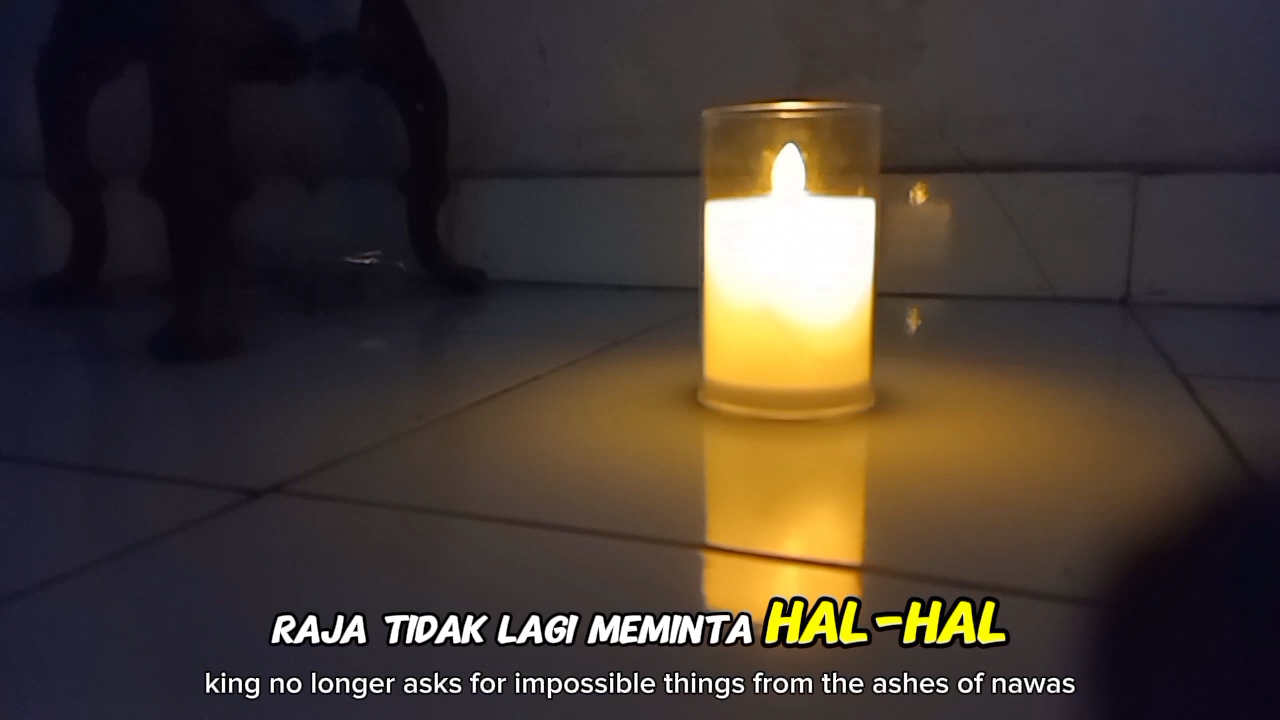 RAJA TIDAK LAGI MEMINTA HAL-HAL
king no longer asks for impossible things from the ashes of nawas